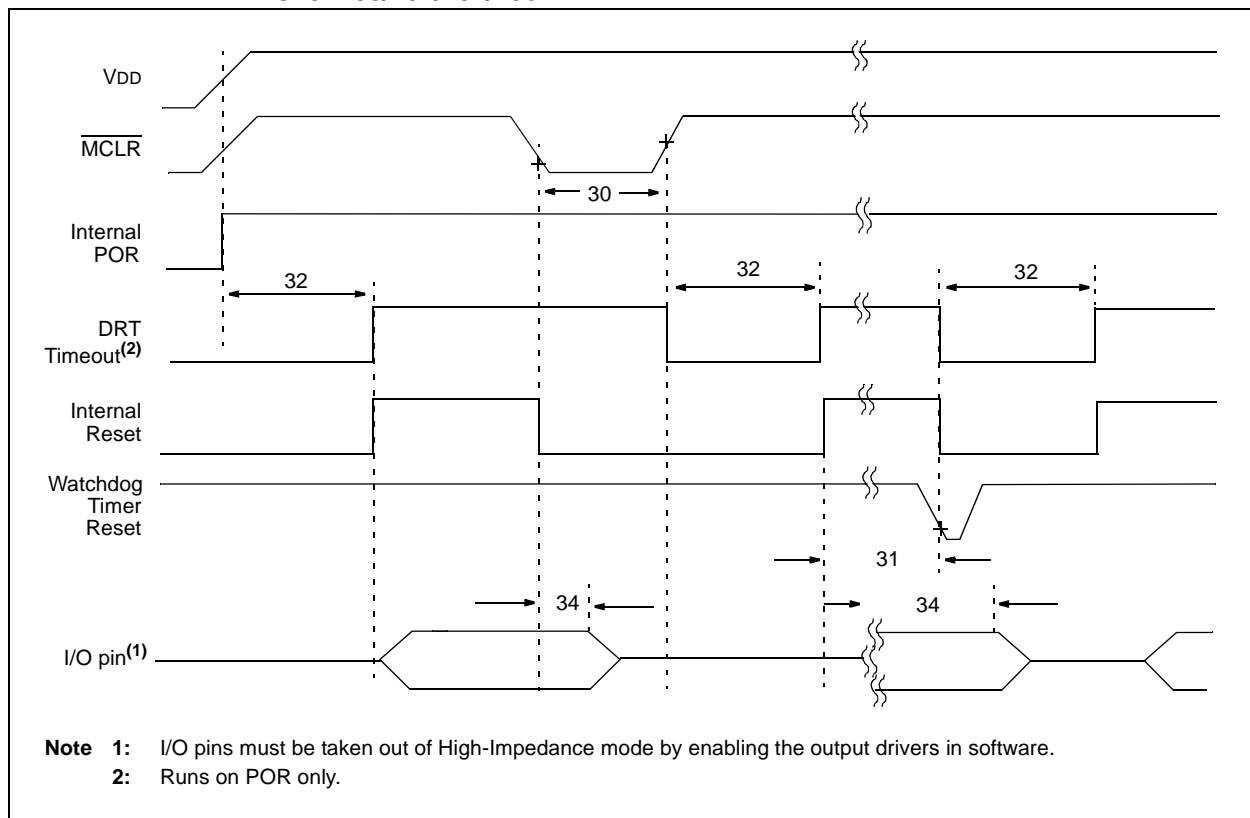 VDD
MCLR
30
Internal
POR
32
32
32
DRT
Timeout(2)
Internal
Reset
Watchdog
Timer
Reset
31
34
34
I/O pin(1)
Note 1: I/O pins must be taken out of High-Impedance mode by enabling the output drivers in software.
2: Runs on POR only.